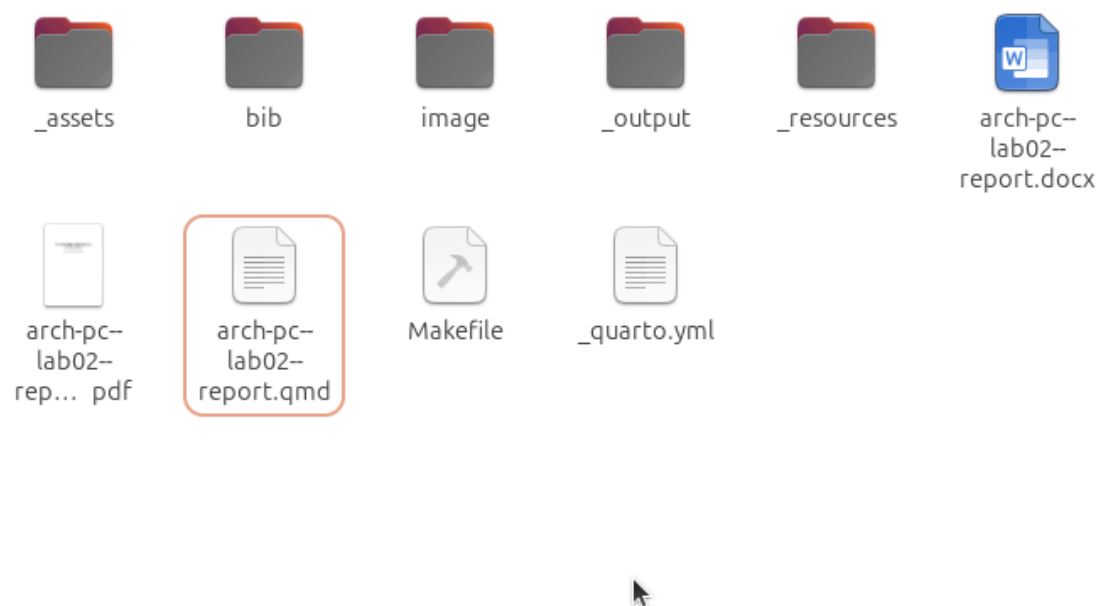 _assets
bib
image
_output
_resources
W
arch-pc--
lab02--
report.docx
arch-pc--
lab02--
rep... pdf
arch-pc--
lab02--
report.qmd
Makefile
_quarto.yml